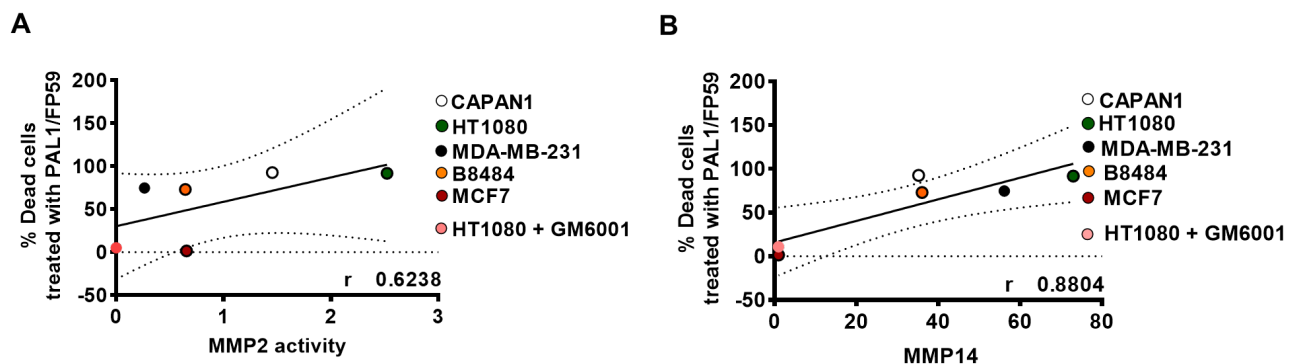 A
% Dead cells
treated with PAL1/FP59
200
150
100
50
0
-50
0
1
2
3
MMP2 activity
CAPAN1
HT1080
MDA-MB-231
B8484
MCF7
HT1080 + GM6001
r 0.6238
B
% Dead cells
treated with PAL1/FP59
200
150
100
50
0
-50
0
20
40
60
80
MMP14
CAPAN1
HT1080
MDA-MB-231
B8484
MCF7
HT1080 + GM6001
r 0.8804